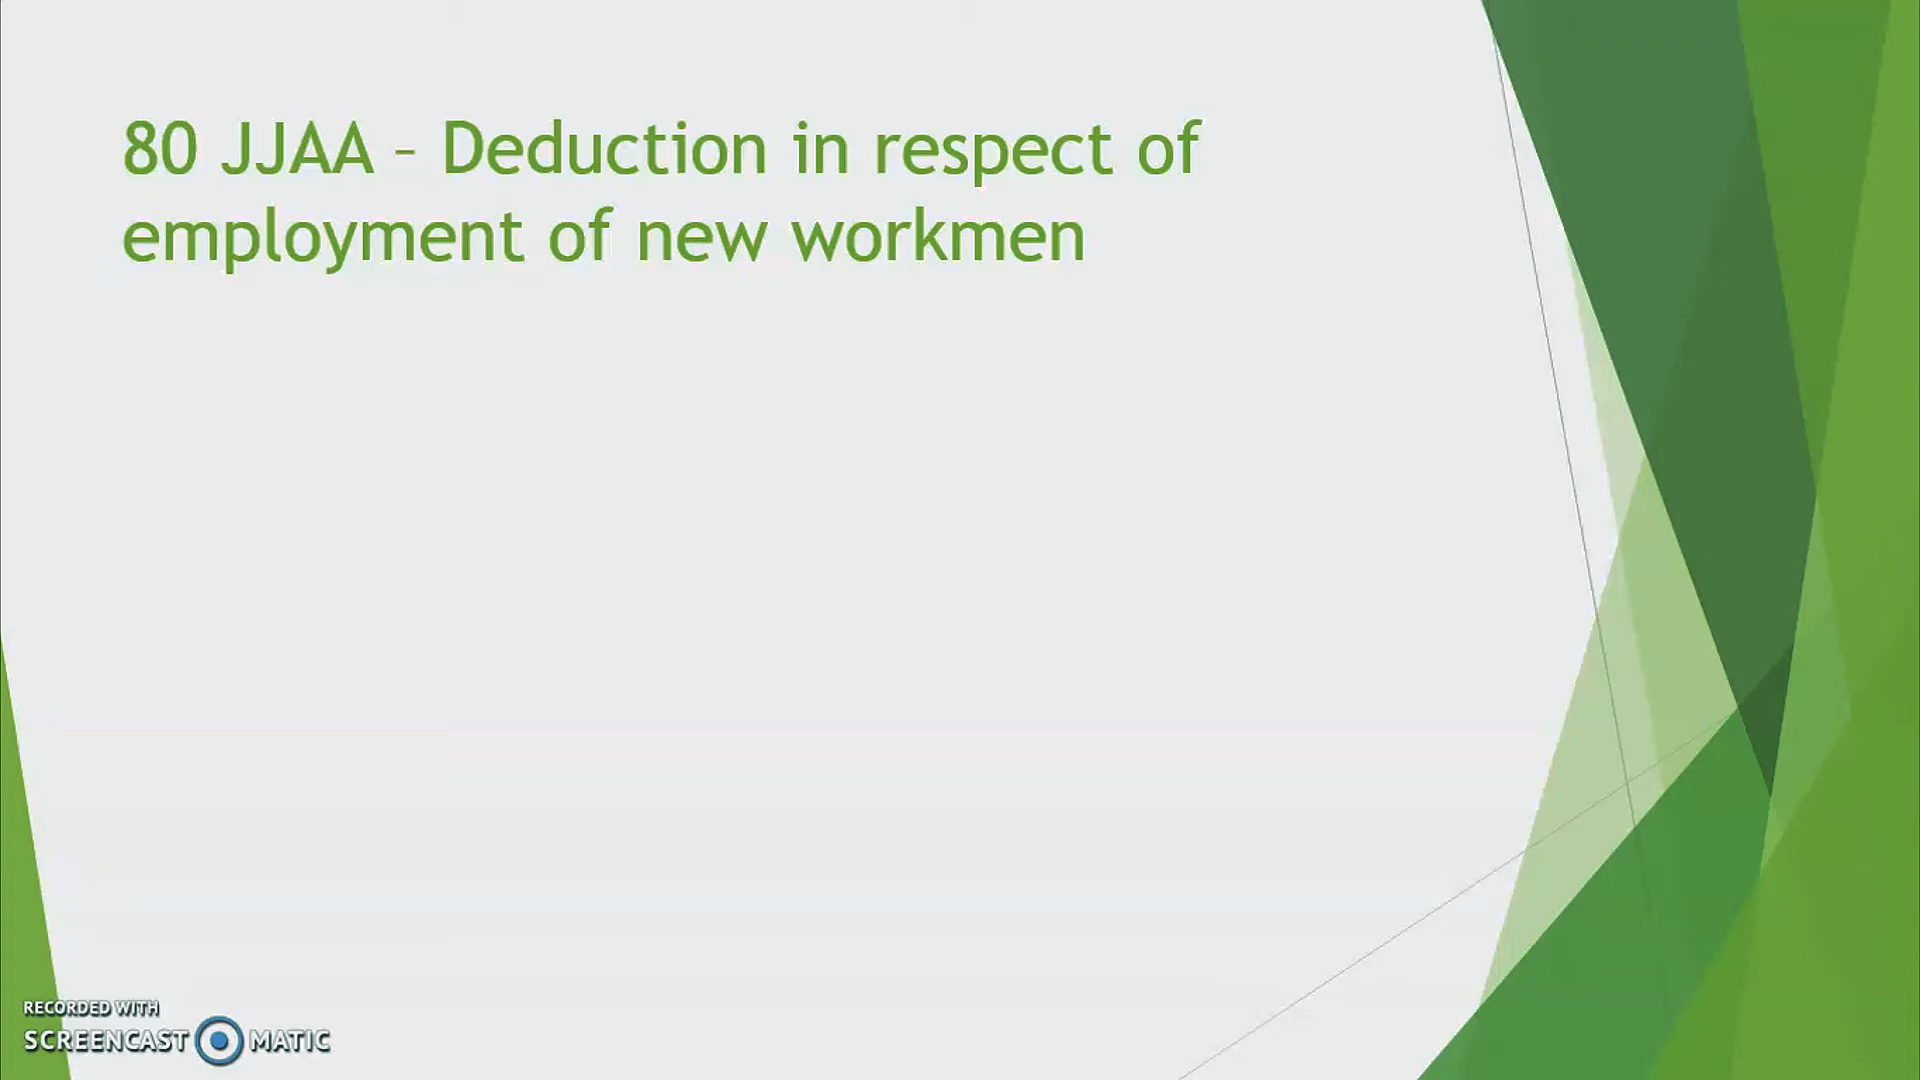 80 JJAA – Deduction in respect of
employment of new workmen
RECORDED WITH
SCREENCAST MATIC